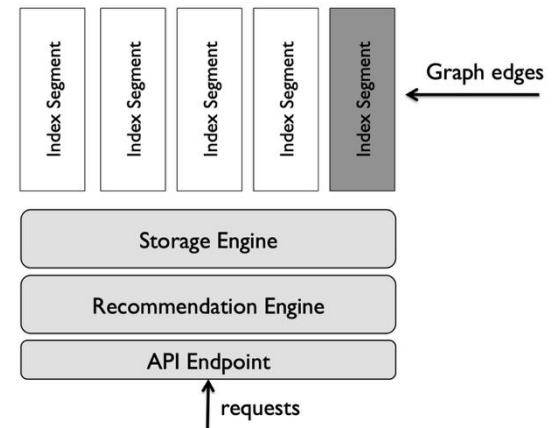 Index Segment
Index Segment
Index Segment
Index Segment
Index Segment
Graph edges
Storage Engine
Recommendation Engine
API Endpoint
requests